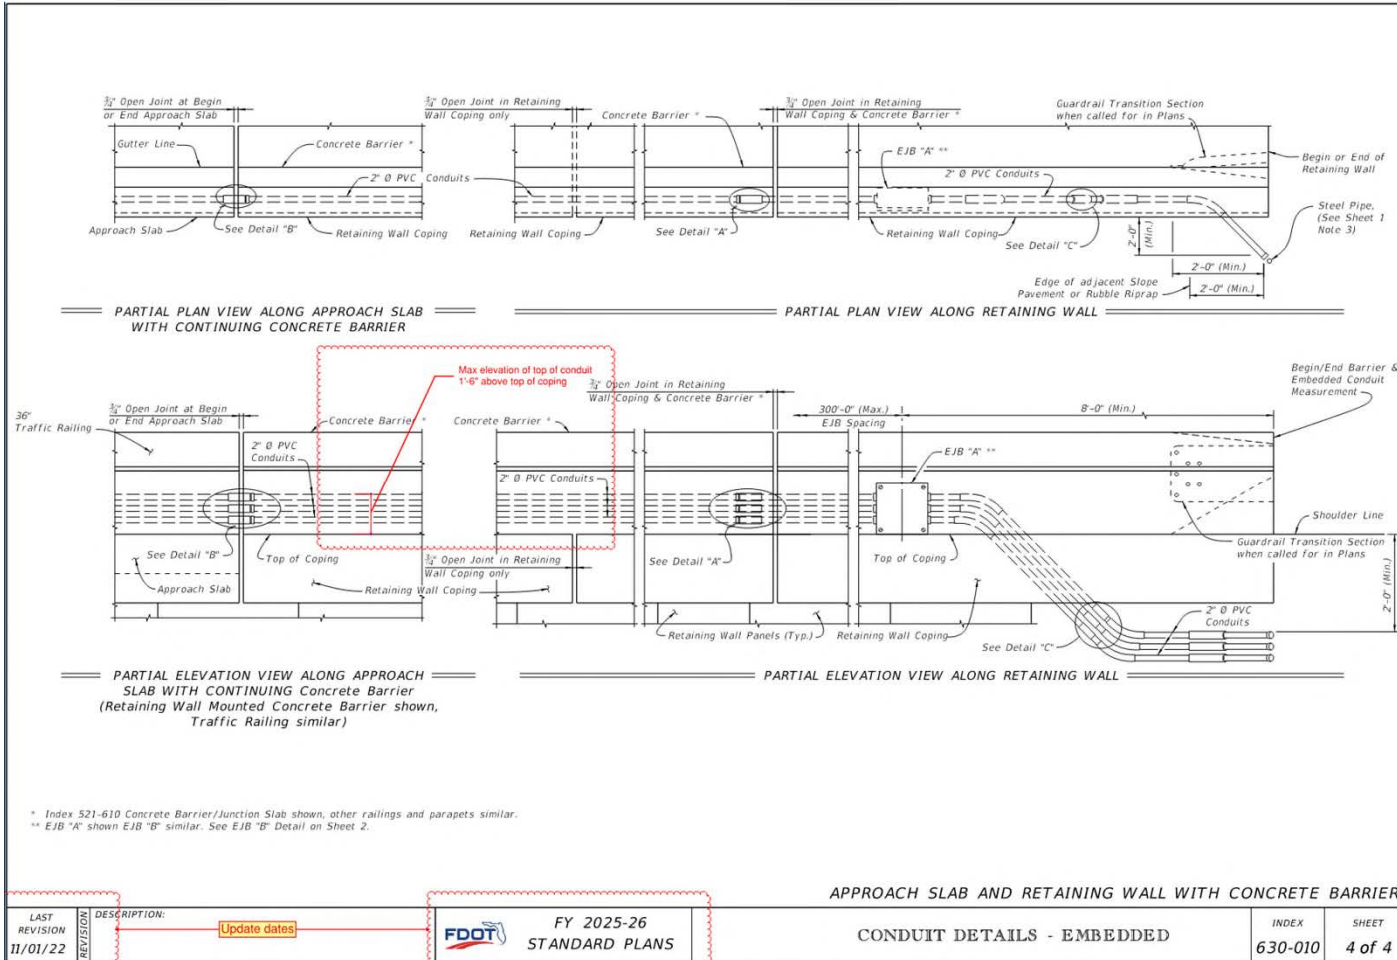 ¾" Open Joint at Begin
or End Approach Slab
Gutter Line
Concrete Barrier *
2" Ø PVC Conduits
Approach Slab
See Detail "B"
Retaining Wall Coping
PARTIAL PLAN VIEW ALONG APPROACH SLAB
WITH CONTINUING CONCRETE BARRIER
¾" Open Joint in Retaining
Wall Coping only
Concrete Barrier *
¾" Open Joint in Retaining
Wall Coping & Concrete Barrier *
Guardrail Transition Section
when called for in Plans
EJB "A" **
2" Ø PVC Conduits
Begin or End of
Retaining Wall
Steel Pipe,
(See Sheet 1
Note 3)
Retaining Wall Coping
See Detail "A"
Retaining Wall Coping
See Detail "C"
2'-0"
(Min.)
2'-0" (Min.)
2'-0" (Min.)
Edge of adjacent Slope
Pavement or Rubble Riprap
PARTIAL PLAN VIEW ALONG RETAINING WALL
Max elevation of top of conduit
1'-6" above top of coping
36"
Traffic Railing
¾" Open Joint at Begin
or End Approach Slab
Concrete Barrier *
2" Ø PVC
Conduits
See Detail "B"
Top of Coping
Approach Slab
Retaining Wall Coping
PARTIAL ELEVATION VIEW ALONG APPROACH
SLAB WITH CONTINUING Concrete Barrier
(Retaining Wall Mounted Concrete Barrier shown,
Traffic Railing similar)
¾" Open Joint in Retaining
Wall Coping & Concrete Barrier *
Concrete Barrier *
2" Ø PVC Conduits
¾" Open Joint in Retaining
Wall Coping only
See Detail "A"
300'-0" (Max.)
EJB Spacing
8'-0" (Min.)
Begin/End Barrier &
Embedded Conduit
Measurement
EJB "A" **
Shoulder Line
Top of Coping
Guardrail Transition Section
when called for in Plans
2'-0" (Min.)
2" Ø PVC
Conduits
Retaining Wall Panels (Typ.)
Retaining Wall Coping
See Detail "C"
PARTIAL ELEVATION VIEW ALONG RETAINING WALL
* Index 521-610 Concrete Barrier/Junction Slab shown, other railings and parapets similar.
** EJB "A" shown EJB "B" similar. See EJB "B" Detail on Sheet 2.
APPROACH SLAB AND RETAINING WALL WITH CONCRETE BARRIER
LAST
REVISION
11/01/22
REVISION
DESCRIPTION:
Update dates
FDOT
FY 2025-26
STANDARD PLANS
CONDUIT DETAILS - EMBEDDED
INDEX
630-010
SHEET
4 of 4